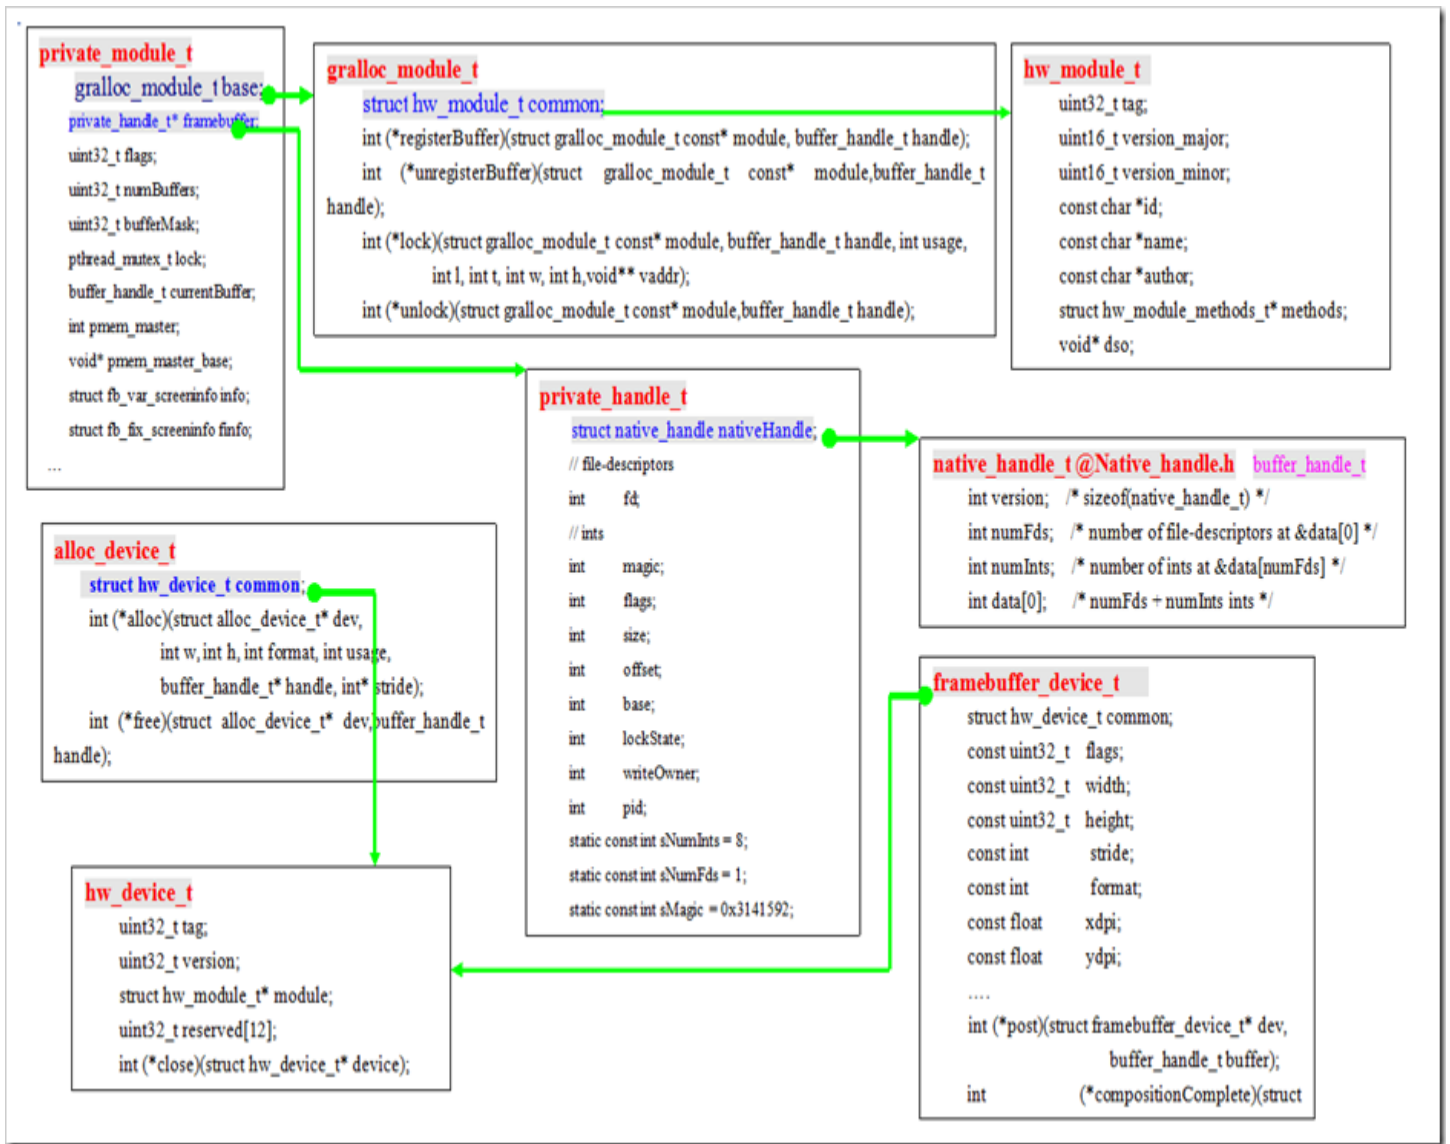 private_module_t
gralloc_module_t base;
private_handle_t* framebuffer;
uint32_t flags;
uint32_t numBuffers;
uint32_t bufferMask;
pthread_mutex_t lock;
buffer_handle_t currentBuffer;
int pmem_master;
void* pmem_master_base;
struct fb_var_screeninfo info;
struct fb_fix_screeninfo finfo;
...
gralloc_module_t
struct hw_module_t common;
int (*registerBuffer)(struct gralloc_module_t const* module, buffer_handle_t handle);
int (*unregisterBuffer)(struct gralloc_module_t const* module,buffer_handle_t
handle);
int (*lock)(struct gralloc_module_t const* module, buffer_handle_t handle, int usage,
int l, int t, int w, int h,void** vaddr);
int (*unlock)(struct gralloc_module_t const* module,buffer_handle_t handle);
hw_module_t
uint32_t tag;
uint16_t version_major;
uint16_t version_minor;
const char *id;
const char *name;
const char *author;
struct hw_module_methods_t* methods;
void* dso;
private_handle_t
struct native_handle nativeHandle;
// file-descriptors
int fd;
// ints
int magic;
int flags;
int size;
int offset;
int base;
int lockState;
int writeOwner;
int pid;
static const int sNumInts = 8;
static const int sNumFds = 1;
static const int sMagic = 0x3141592;
native_handle_t @Native_handle.h buffer_handle_t
int version; /* sizeof(native_handle_t) */
int numFds; /* number of file-descriptors at &data[0] */
int numInts; /* number of ints at &data[numFds] */
int data[0]; /* numFds + numInts ints */
alloc_device_t
struct hw_device_t common;
int (*alloc)(struct alloc_device_t* dev,
int w, int h, int format, int usage,
buffer_handle_t* handle, int* stride);
int (*free)(struct alloc_device_t* dev,buffer_handle_t
handle);
framebuffer_device_t
struct hw_device_t common;
const uint32_t flags;
const uint32_t width;
const uint32_t height;
const int stride;
const int format;
const float xdpi;
const float ydpi;
....
int (*post)(struct framebuffer_device_t* dev,
buffer_handle_t buffer);
int (*compositionComplete)(struct
hw_device_t
uint32_t tag;
uint32_t version;
struct hw_module_t* module;
uint32_t reserved[12];
int (*close)(struct hw_device_t* device);